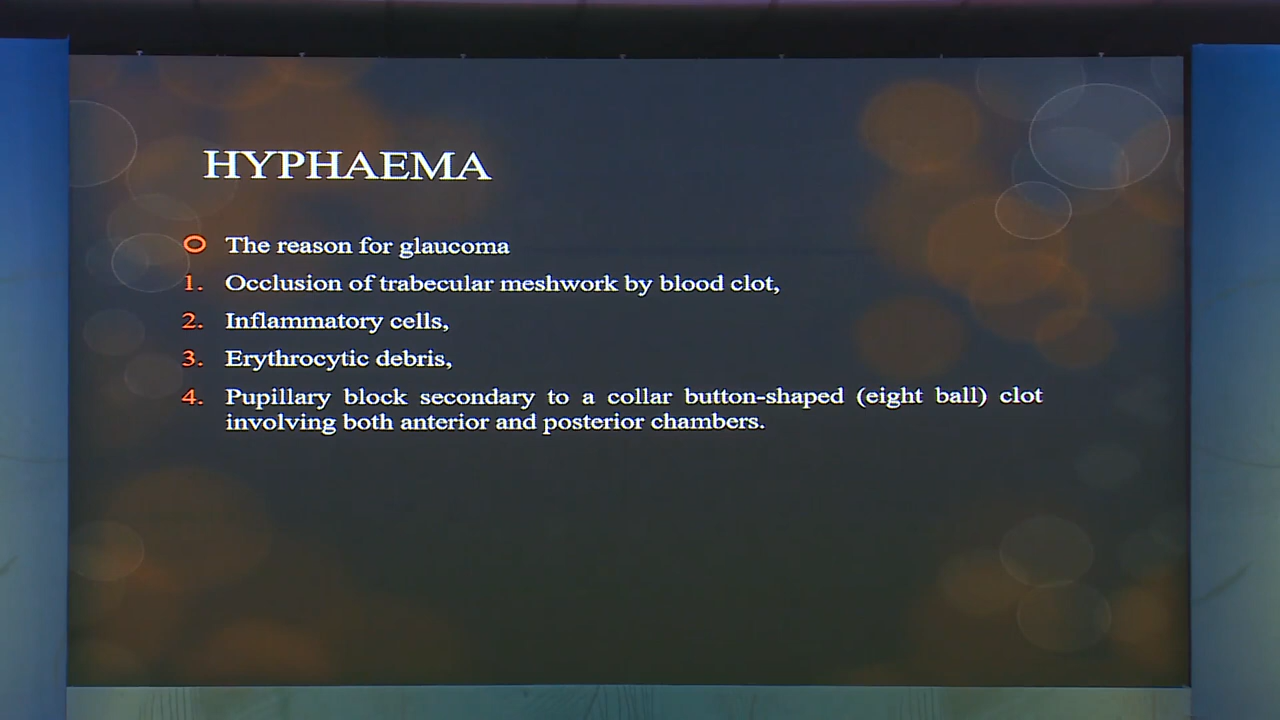 HYPHAEMA
The reason for glaucoma
1. Occlusion of trabecular meshwork by blood clot,
2. Inflammatory cells,
3. Erythrocytic debris,
4. Pupillary block secondary to a collar button-shaped (eight ball) clot
involving both anterior and posterior chambers.